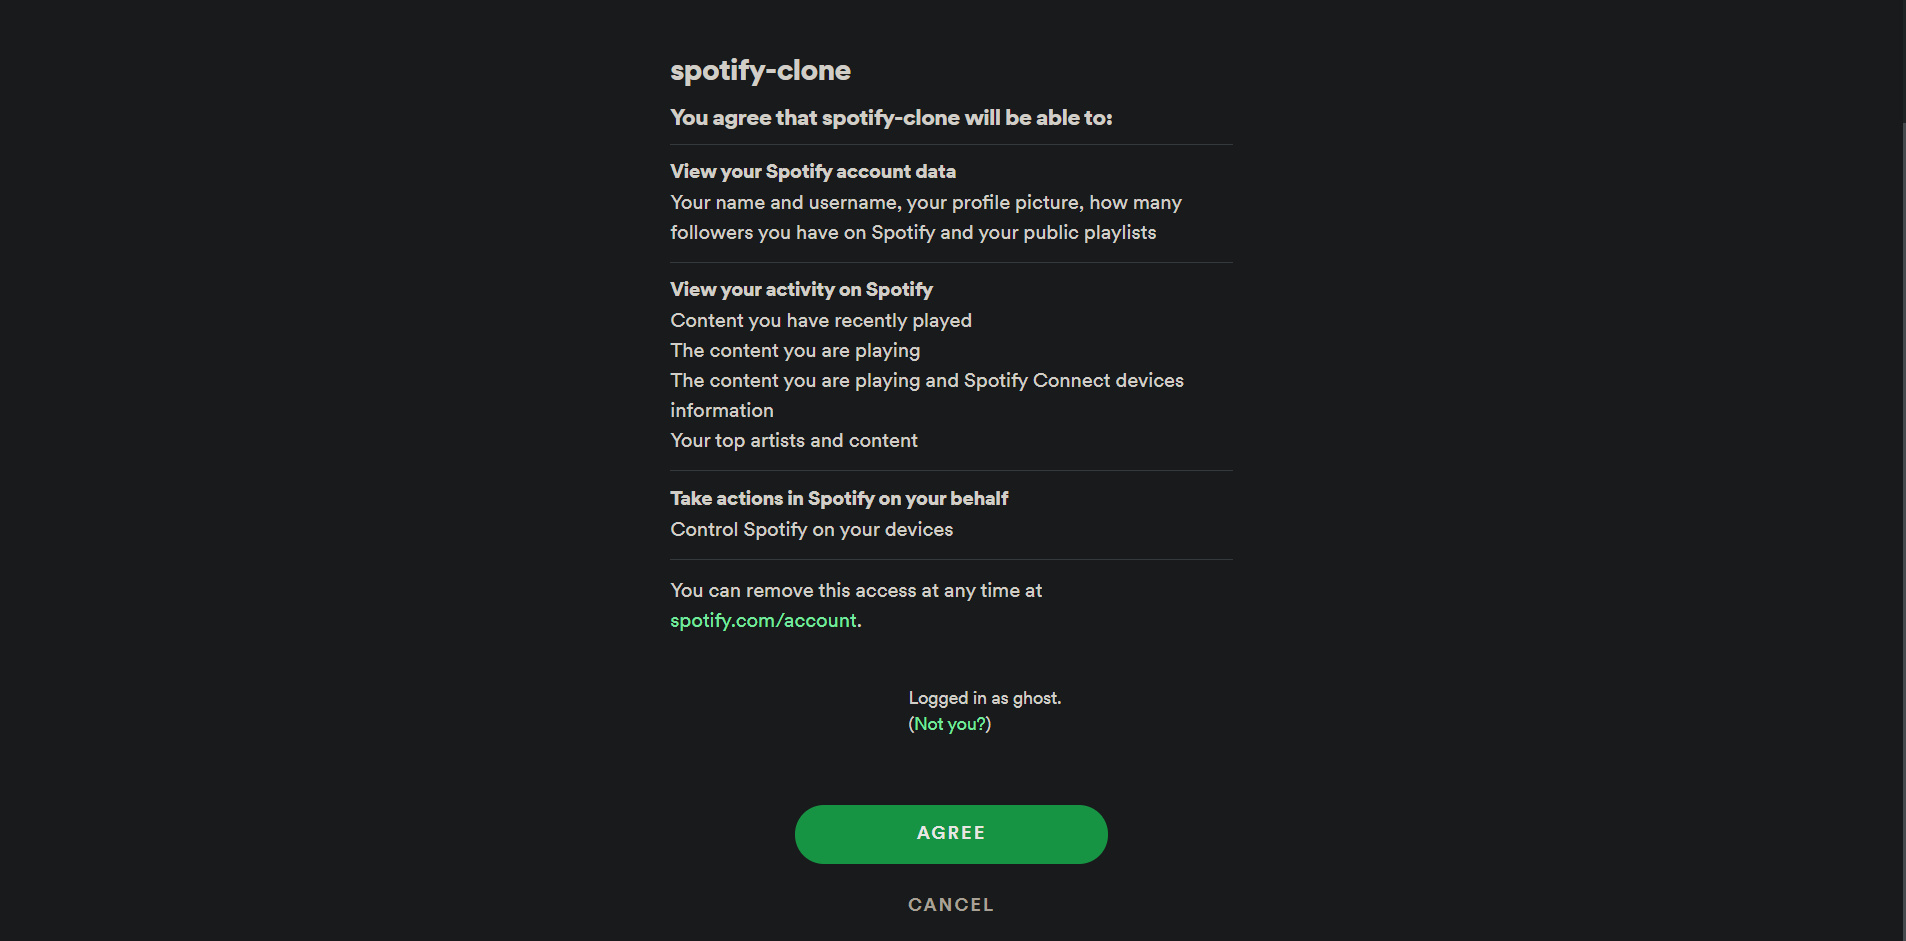 spotify-clone
You agree that spotify-clone will be able to:
View your Spotify account data
Your name and username, your profile picture, how many
followers you have on Spotify and your public playlists
View your activity on Spotify
Content you have recently played
The content you are playing
The content you are playing and Spotify Connect devices
information
Your top artists and content
Take actions in Spotify on your behalf
Control Spotify on your devices
You can remove this access at any time at
spotify.com/account.
Logged in as ghost.
(Not you?)
AGREE
CANCEL